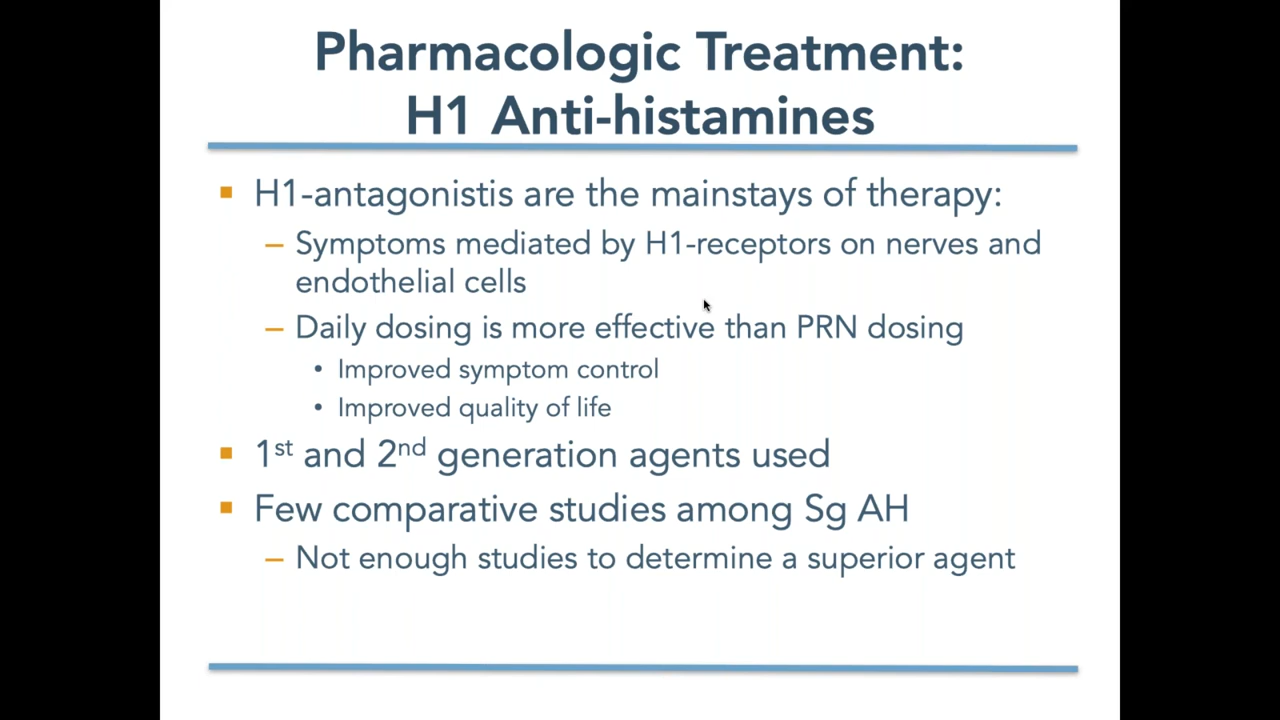 Pharmacologic Treatment:
H1 Anti-histamines
▪ H1-antagonistis are the mainstays of therapy:
– Symptoms mediated by H1-receptors on nerves and
endothelial cells
– Daily dosing is more effective than PRN dosing
• Improved symptom control
• Improved quality of life
▪ 1st and 2nd generation agents used
▪ Few comparative studies among Sg AH
– Not enough studies to determine a superior agent